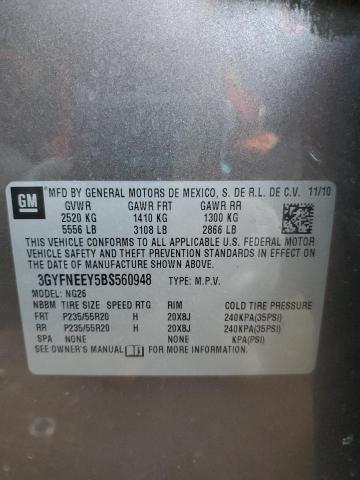 GM
MFD BY GENERAL MOTORS DE MEXICO, S. DE R.L. DE C.V. 11/10
GVWR GAWR FRT GAWR RR
2520 KG 1410 KG 1300 KG
5556 LB 3108 LB 2866 LB
THIS VEHICLE CONFORMS TO ALL APPLICABLE U.S. FEDERAL MOTOR
VEHICLE SAFETY AND THEFT PREVENTION STANDARDS IN EFFECT ON THE
DATE OF MANUFACTURE SHOWN ABOVE.
3GYFNEEY5BS560948 TYPE: M.P.V.
MODEL: NG26
NBBM TIRE SIZE SPEED RTG RIM COLD TIRE PRESSURE
FRT P235/55R20 H 20X8J 240KPA(35PSI)
RR P235/55R20 H 20X8J 240KPA(35PSI)
SPA NONE NONE KPA(PSI)
SEE OWNER'S MANUAL FOR MORE INFORMATION.